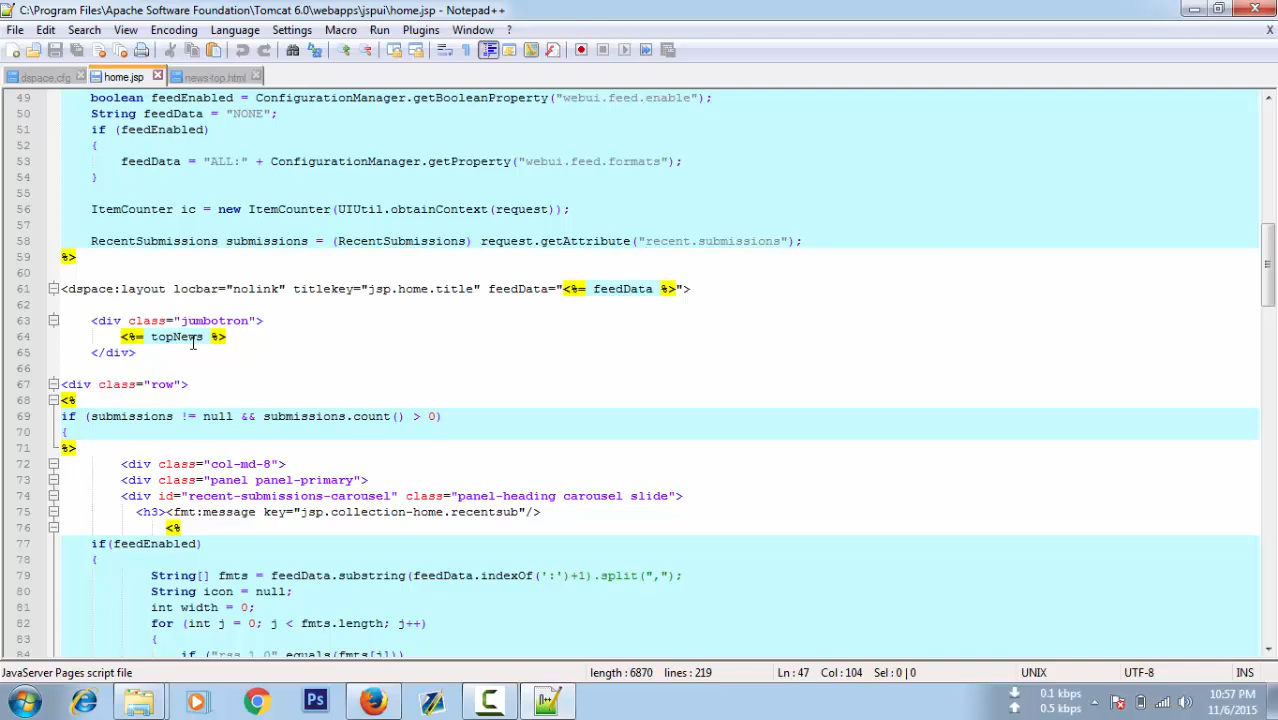 C:\Program Files\Apache Software Foundation\Tomcat 6.0\webapps\jspui\home.jsp - Notepad++
File Edit Search View Encoding Language Settings Macro Run Plugins Window ? X
dspace.cfg home.jsp news-top.html
49 boolean feedEnabled = ConfigurationManager.getBooleanProperty("webui.feed.enable");
50 String feedData = "NONE";
51 if (feedEnabled)
52 {
53 feedData = "ALL:" + ConfigurationManager.getProperty("webui.feed.formats");
54 }
55
56 ItemCounter ic = new ItemCounter(UIUtil.obtainContext(request));
57
58 RecentSubmissions submissions = (RecentSubmissions) request.getAttribute("recent.submissions");
59 %>
60
61 <dspace:layout locbar="nolink" titlekey="jsp.home.title" feedData="<%= feedData %>">
62
63 <div class="jumbotron">
64 <%= topNews %>
65 </div>
66
67 <div class="row">
68 <%
69 if (submissions != null && submissions.count() > 0)
70 {
71 %>
72 <div class="col-md-8">
73 <div class="panel panel-primary">
74 <div id="recent-submissions-carousel" class="panel-heading carousel slide">
75 <h3><fmt:message key="jsp.collection-home.recentsub"/>
76 <%
77 if(feedEnabled)
78 {
79 String[] fmts = feedData.substring(feedData.indexOf(':')+1).split(",");
80 String icon = null;
81 int width = 0;
82 for (int j = 0; j < fmts.length; j++)
83 {
84 if ("rss_1.0".equals(fmts[j]))
JavaServer Pages script file length : 6870 lines : 219 Ln : 47 Col : 104 Sel : 0 | 0 UNIX UTF-8 INS
Ps
0.1 kbps
0.5 kbps
10:57 PM
11/6/2015